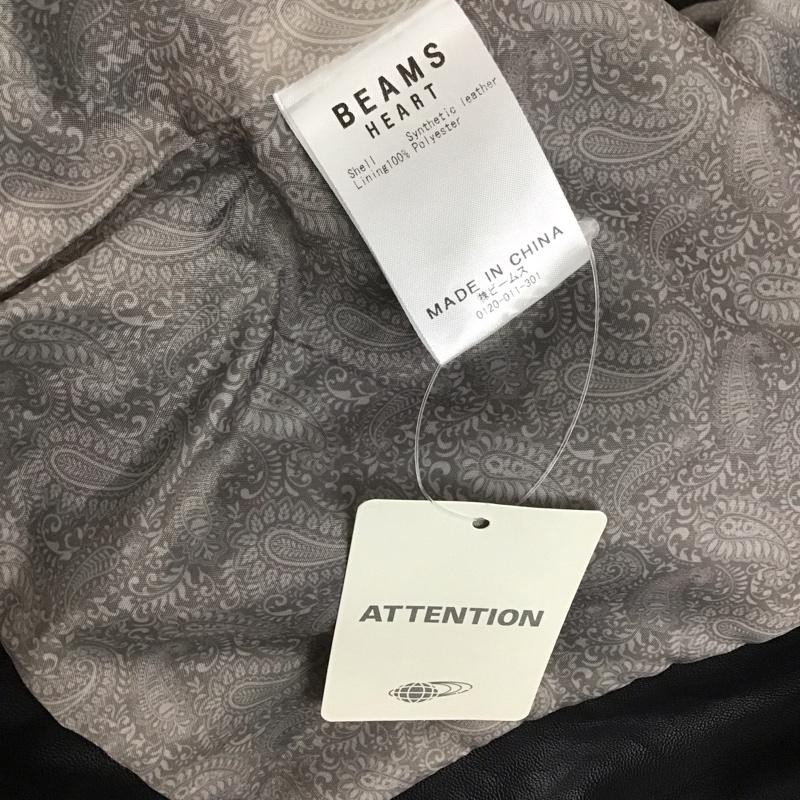 BEAMS
HEART
Shell Synthetic leather
Lining100% Polyester
MADE IN CHINA
㈱ビームス
0120-011-301
ATTENTION